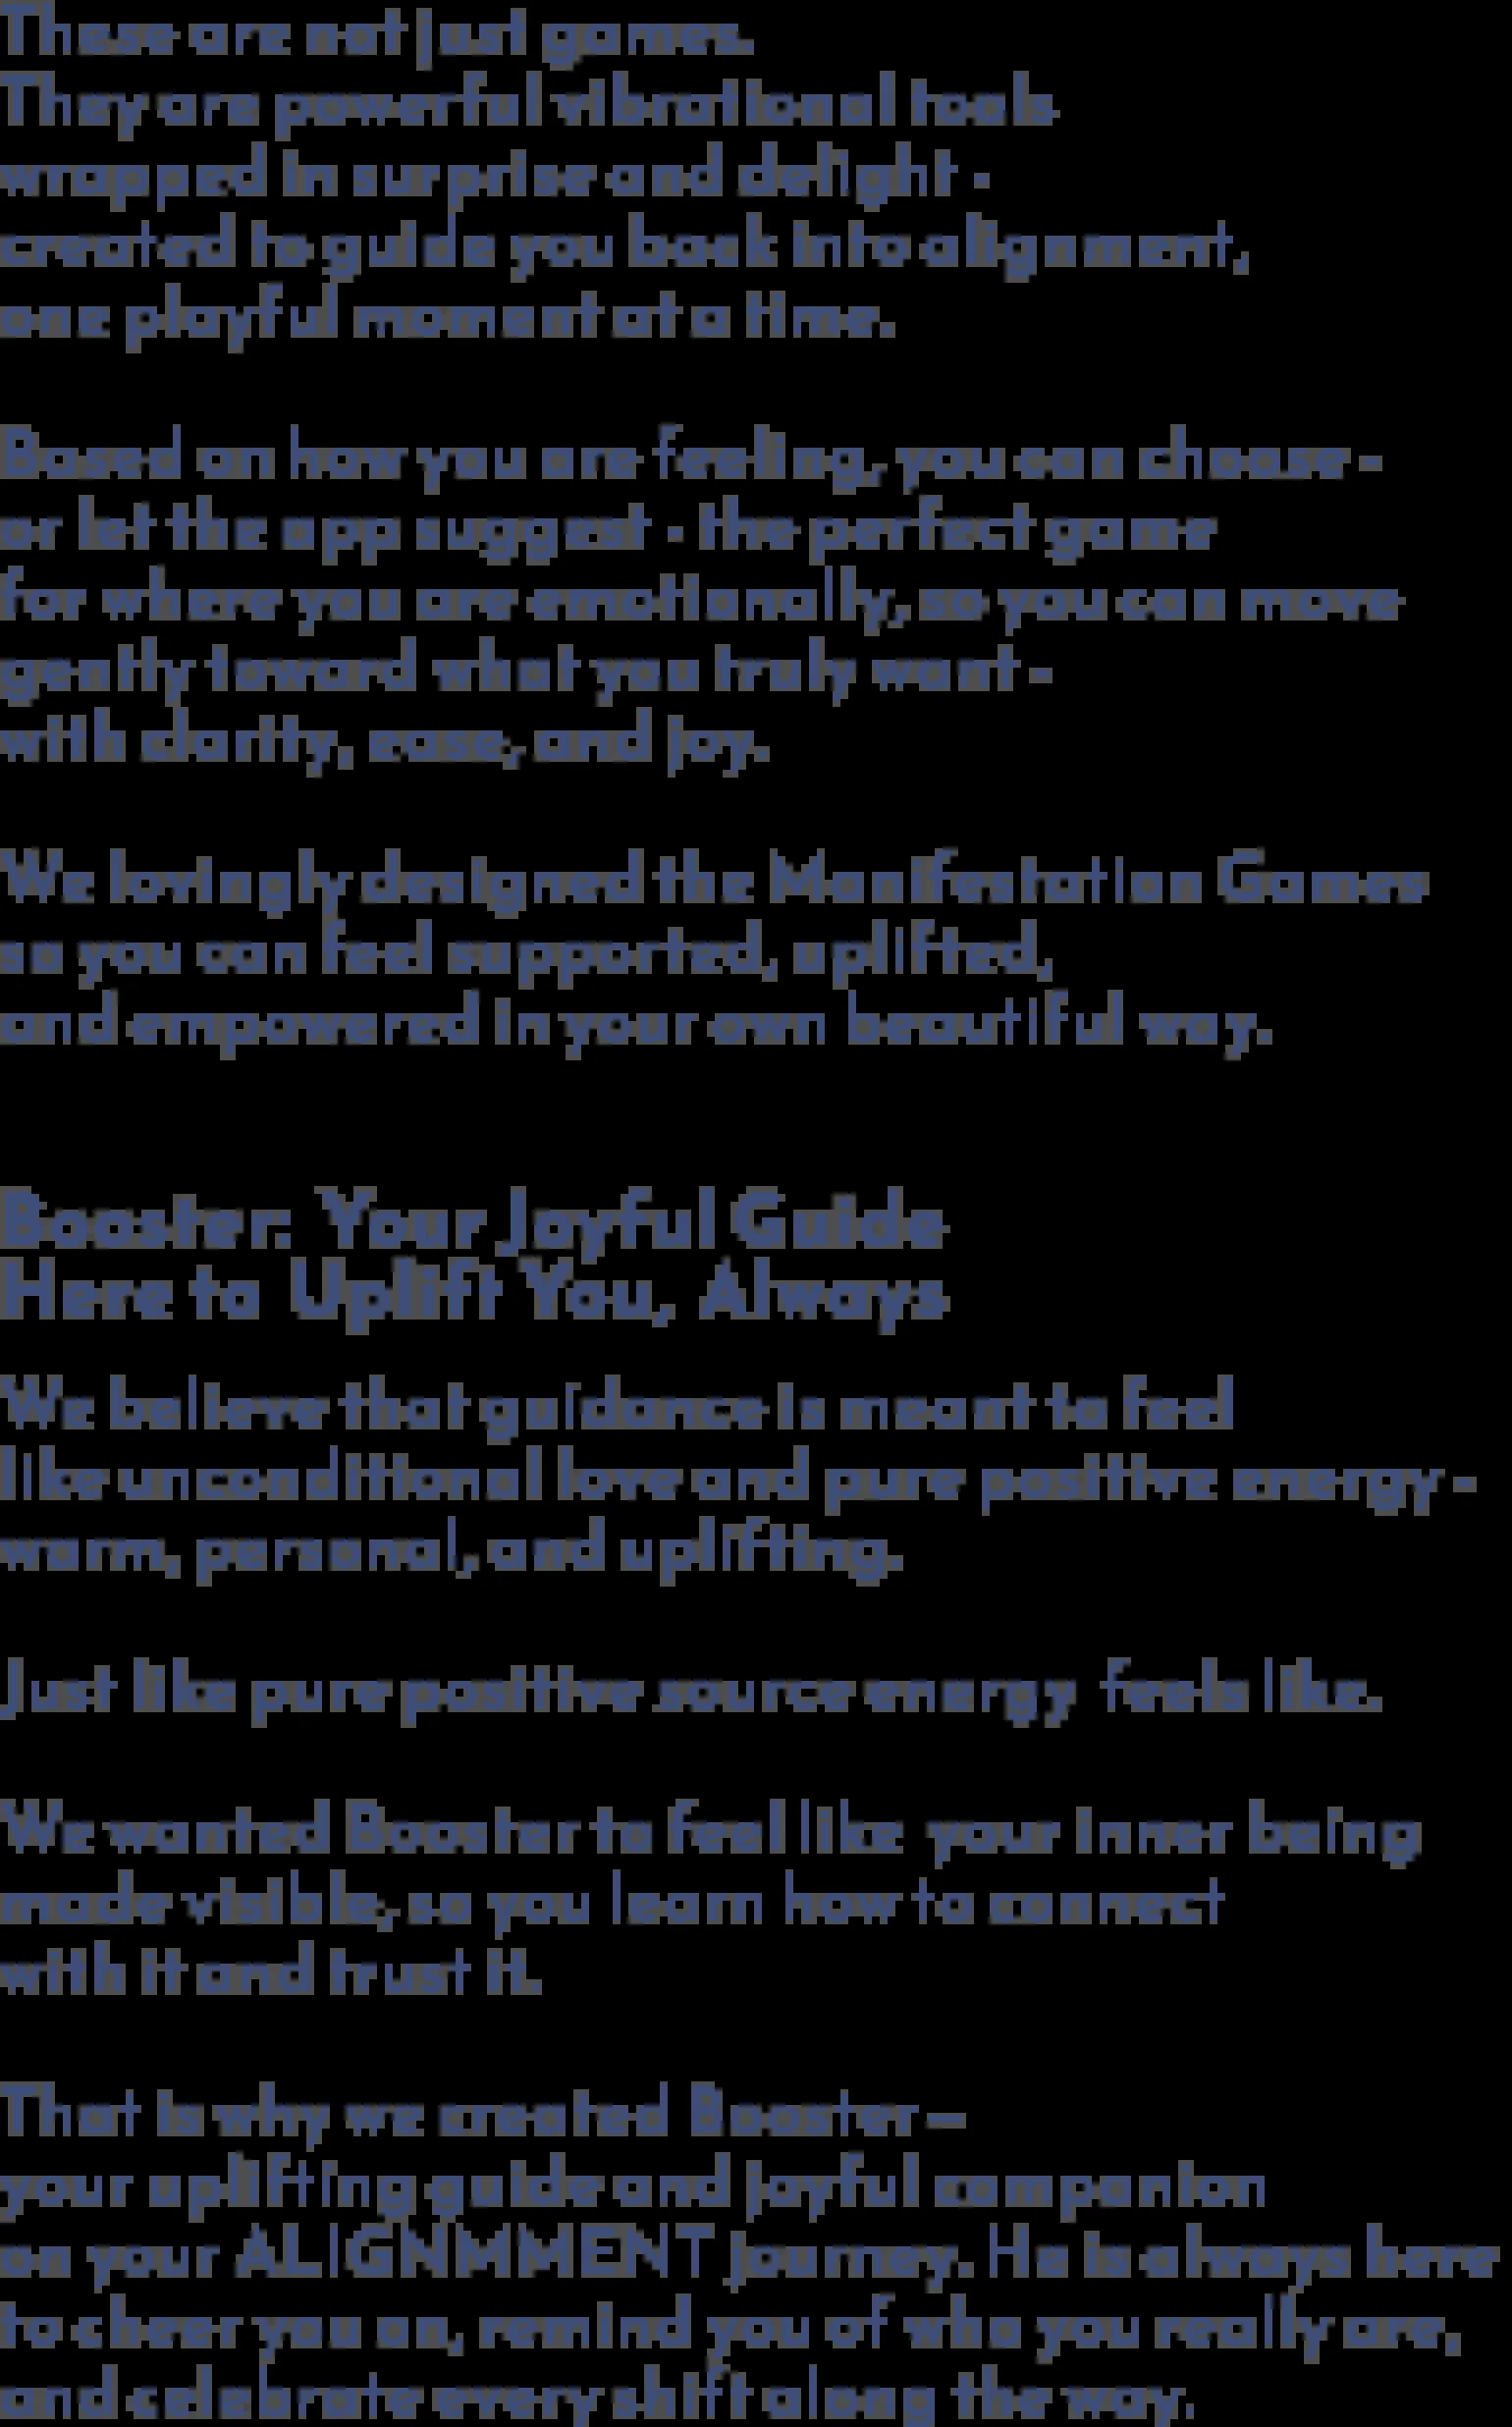 These are not just games.
They are powerful vibrational tools
wrapped in surprise and delight -
created to guide you back into alignment,
one playful moment at a time.
Based on how you are feeling, you can choose -
or let the app suggest - the perfect game
for where you are emotionally, so you can move
gently toward what you truly want -
with clarity, ease, and joy.
We lovingly designed the Manifestation Games
so you can feel supported, uplifted,
and empowered in your own beautiful way.
Booster: Your Joyful Guide
Here to Uplift You, Always
We believe that guidance is meant to feel
like unconditional love and pure positive energy -
warm, personal, and uplifting.
Just like pure positive source energy feels like.
We wanted Booster to feel like your inner being
made visible, so you learn how to connect
with it and trust it.
That is why we created Booster—
your uplifting guide and joyful companion
on your ALIGNMMENT journey. He is always here
to cheer you on, remind you of who you really are,
and celebrate every shift along the way.